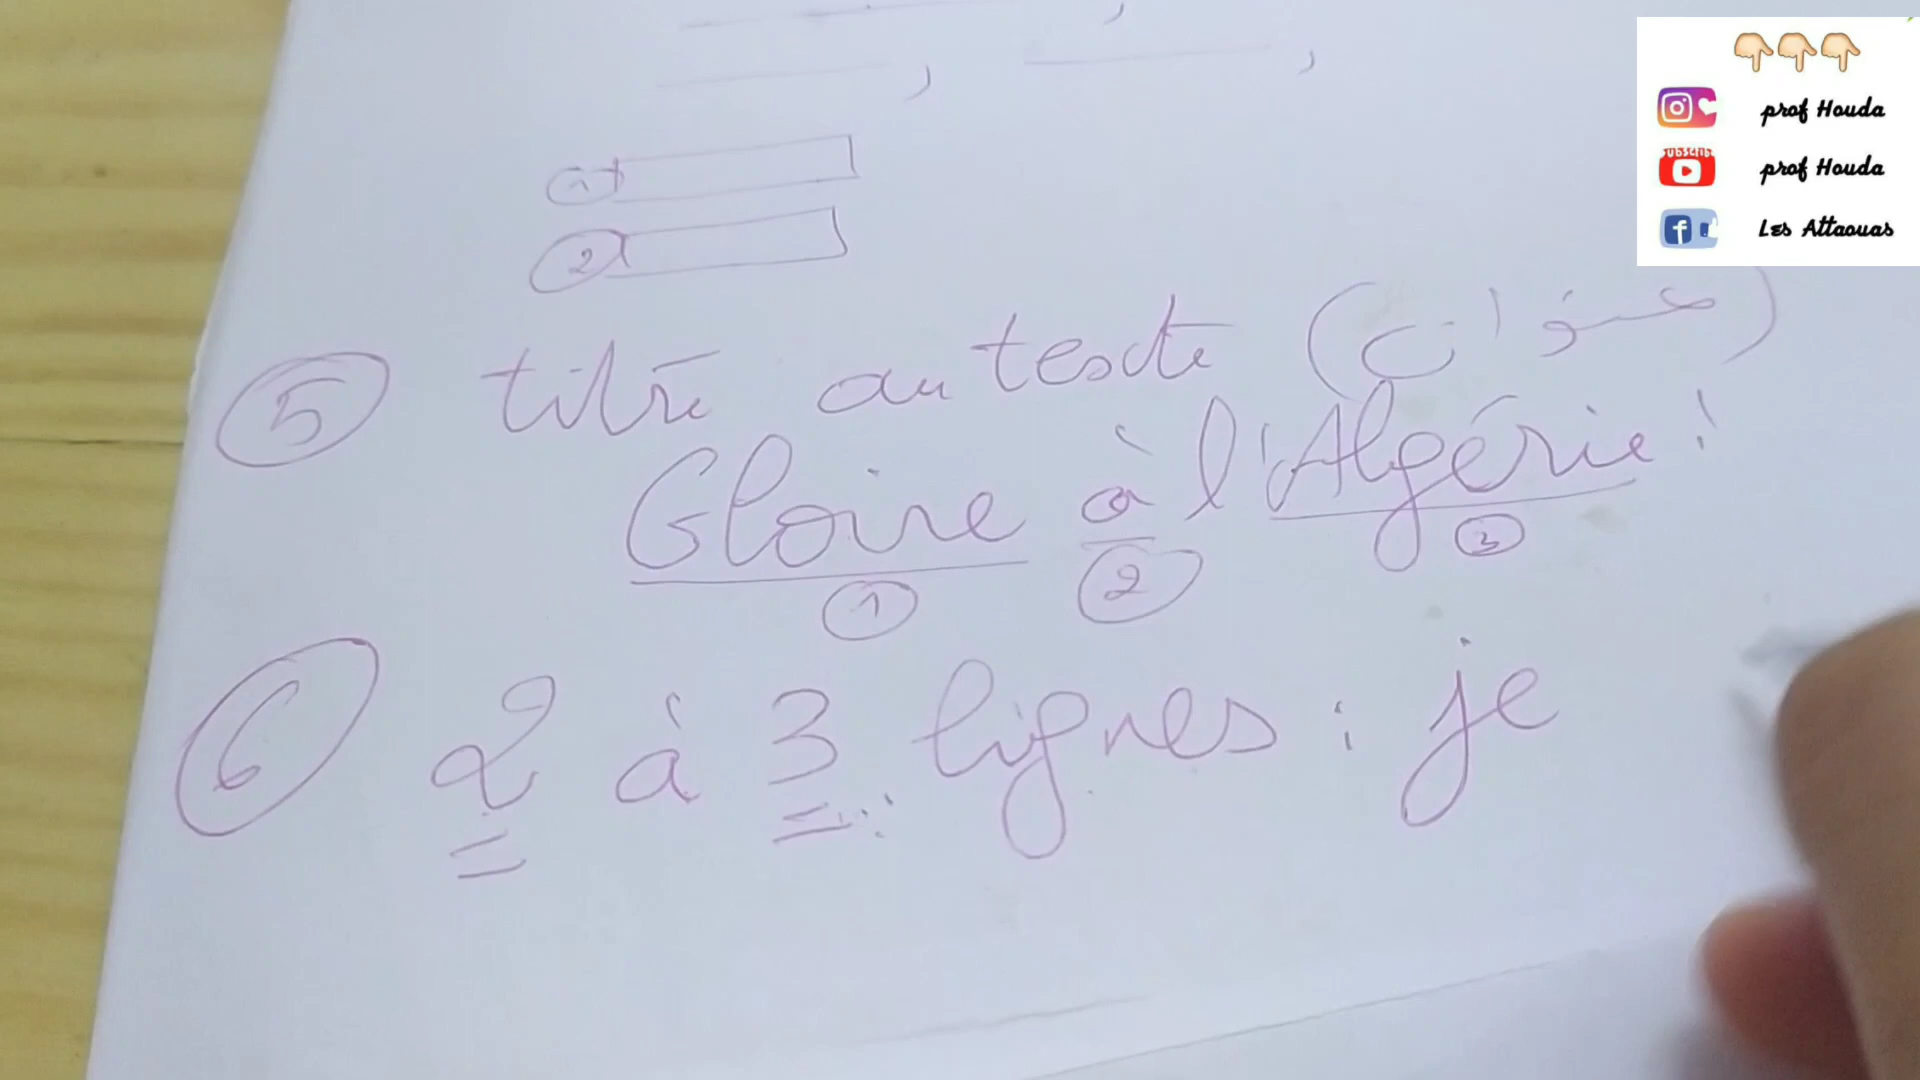 prof Houda
SUBSCRIBE
prof Houda
Les Attaouas
1
2
5 titre au texte (عنوان)
Gloire à l'Algérie !
1 2 3
6 2 à 3 lignes : je